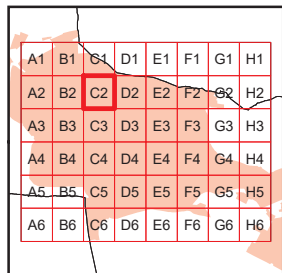 A1 B1 C1 D1 E1 F1 G1 H1
A2 B2 C2 D2 E2 F2 G2 H2
A3 B3 C3 D3 E3 F3 G3 H3
A4 B4 C4 D4 E4 F4 G4 H4
A5 B5 C5 D5 E5 F5 G5 H5
A6 B6 C6 D6 E6 F6 G6 H6